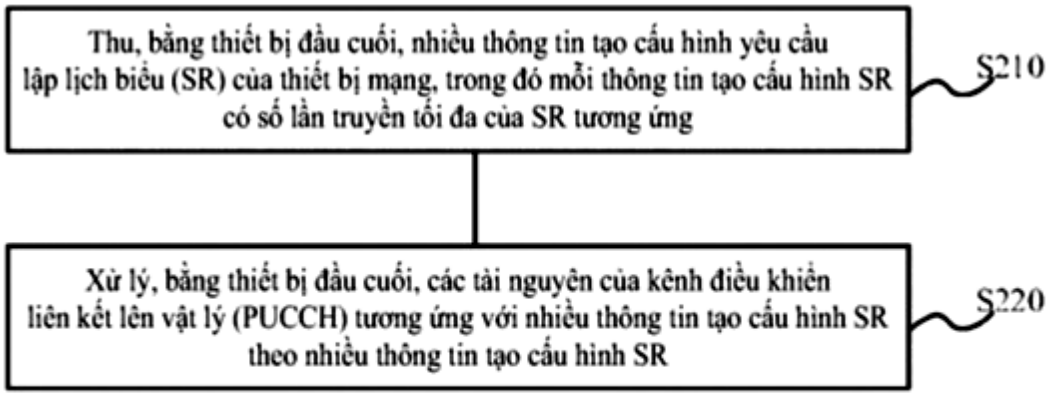 Thu, bằng thiết bị đầu cuối, nhiều thông tin tạo cấu hình yêu cầu
lập lịch biểu (SR) của thiết bị mạng, trong đó mỗi thông tin tạo cấu hình SR
có số lần truyền tối đa của SR tương ứng
S210
Xử lý, bằng thiết bị đầu cuối, các tài nguyên của kênh điều khiển
liên kết lên vật lý (PUCCH) tương ứng với nhiều thông tin tạo cấu hình SR
theo nhiều thông tin tạo cấu hình SR
S220